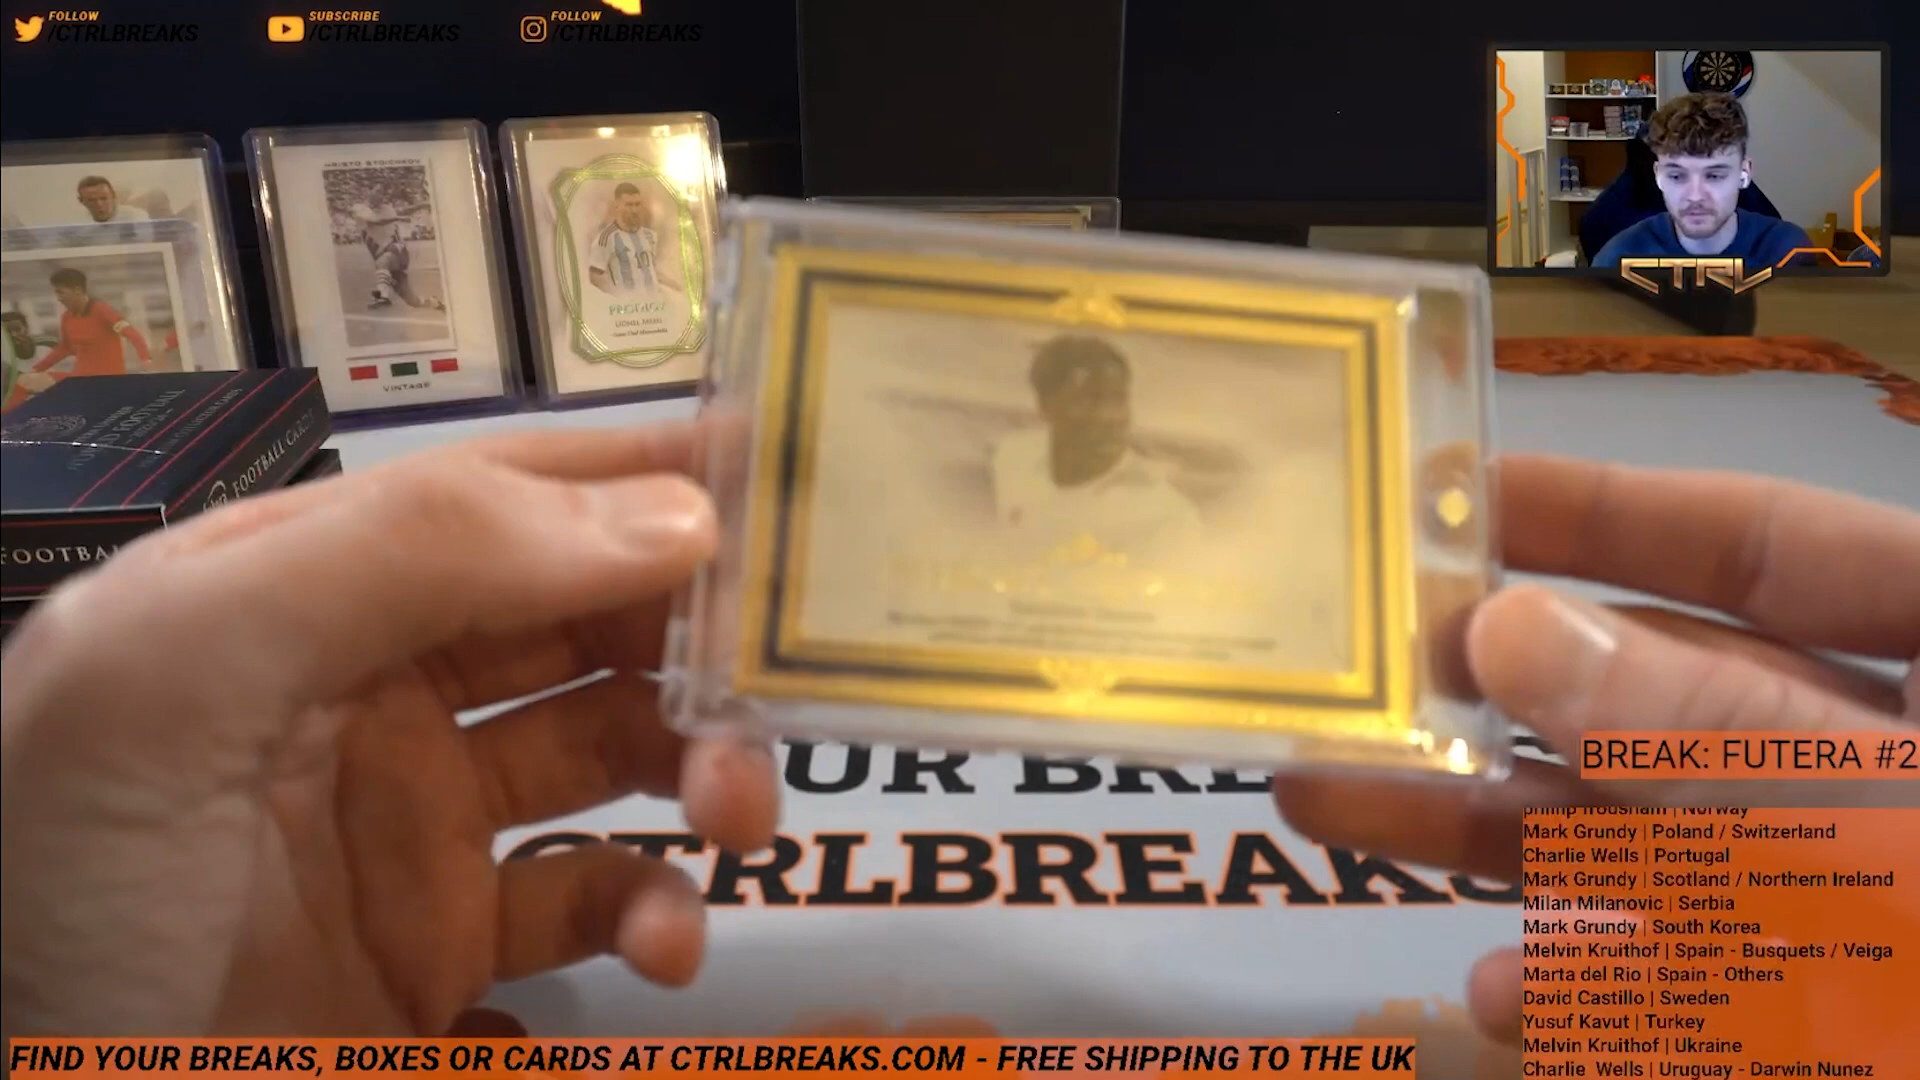 FOLLOW
/CTRLBREAKS
SUBSCRIBE
/CTRLBREAKS
FOLLOW
/CTRLBREAKS
HRISTO STOICHKOV
VINTAGE
PRODIGY
LIONEL MESSI
10
CTRL
FOOTBALL CARDS
FOOTBA
UR BRE
CTRLBREAKS
BREAK: FUTERA #2
| Norway
Mark Grundy | Poland / Switzerland
Charlie Wells | Portugal
Mark Grundy | Scotland / Northern Ireland
Milan Milanovic | Serbia
Mark Grundy | South Korea
Melvin Kruithof | Spain - Busquets / Veiga
Marta del Rio | Spain - Others
David Castillo | Sweden
Yusuf Kavut | Turkey
Melvin Kruithof | Ukraine
Charlie Wells | Uruguay - Darwin Nunez
FIND YOUR BREAKS, BOXES OR CARDS AT CTRLBREAKS.COM - FREE SHIPPING TO THE UK